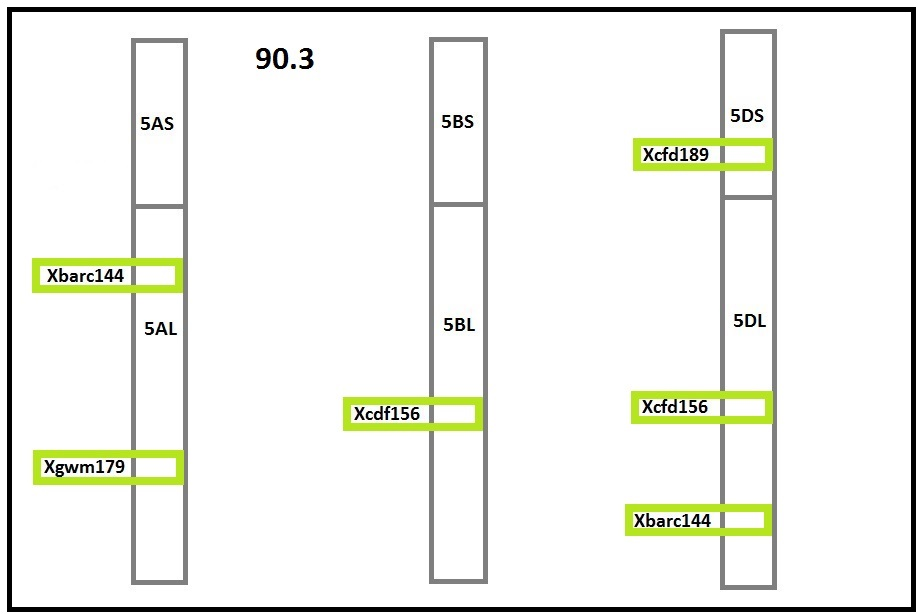 90.3
5AS
Xbarc144
5AL
Xgwm179
5BS
5BL
Xcdf156
5DS
Xcfd189
5DL
Xcfd156
Xbarc144